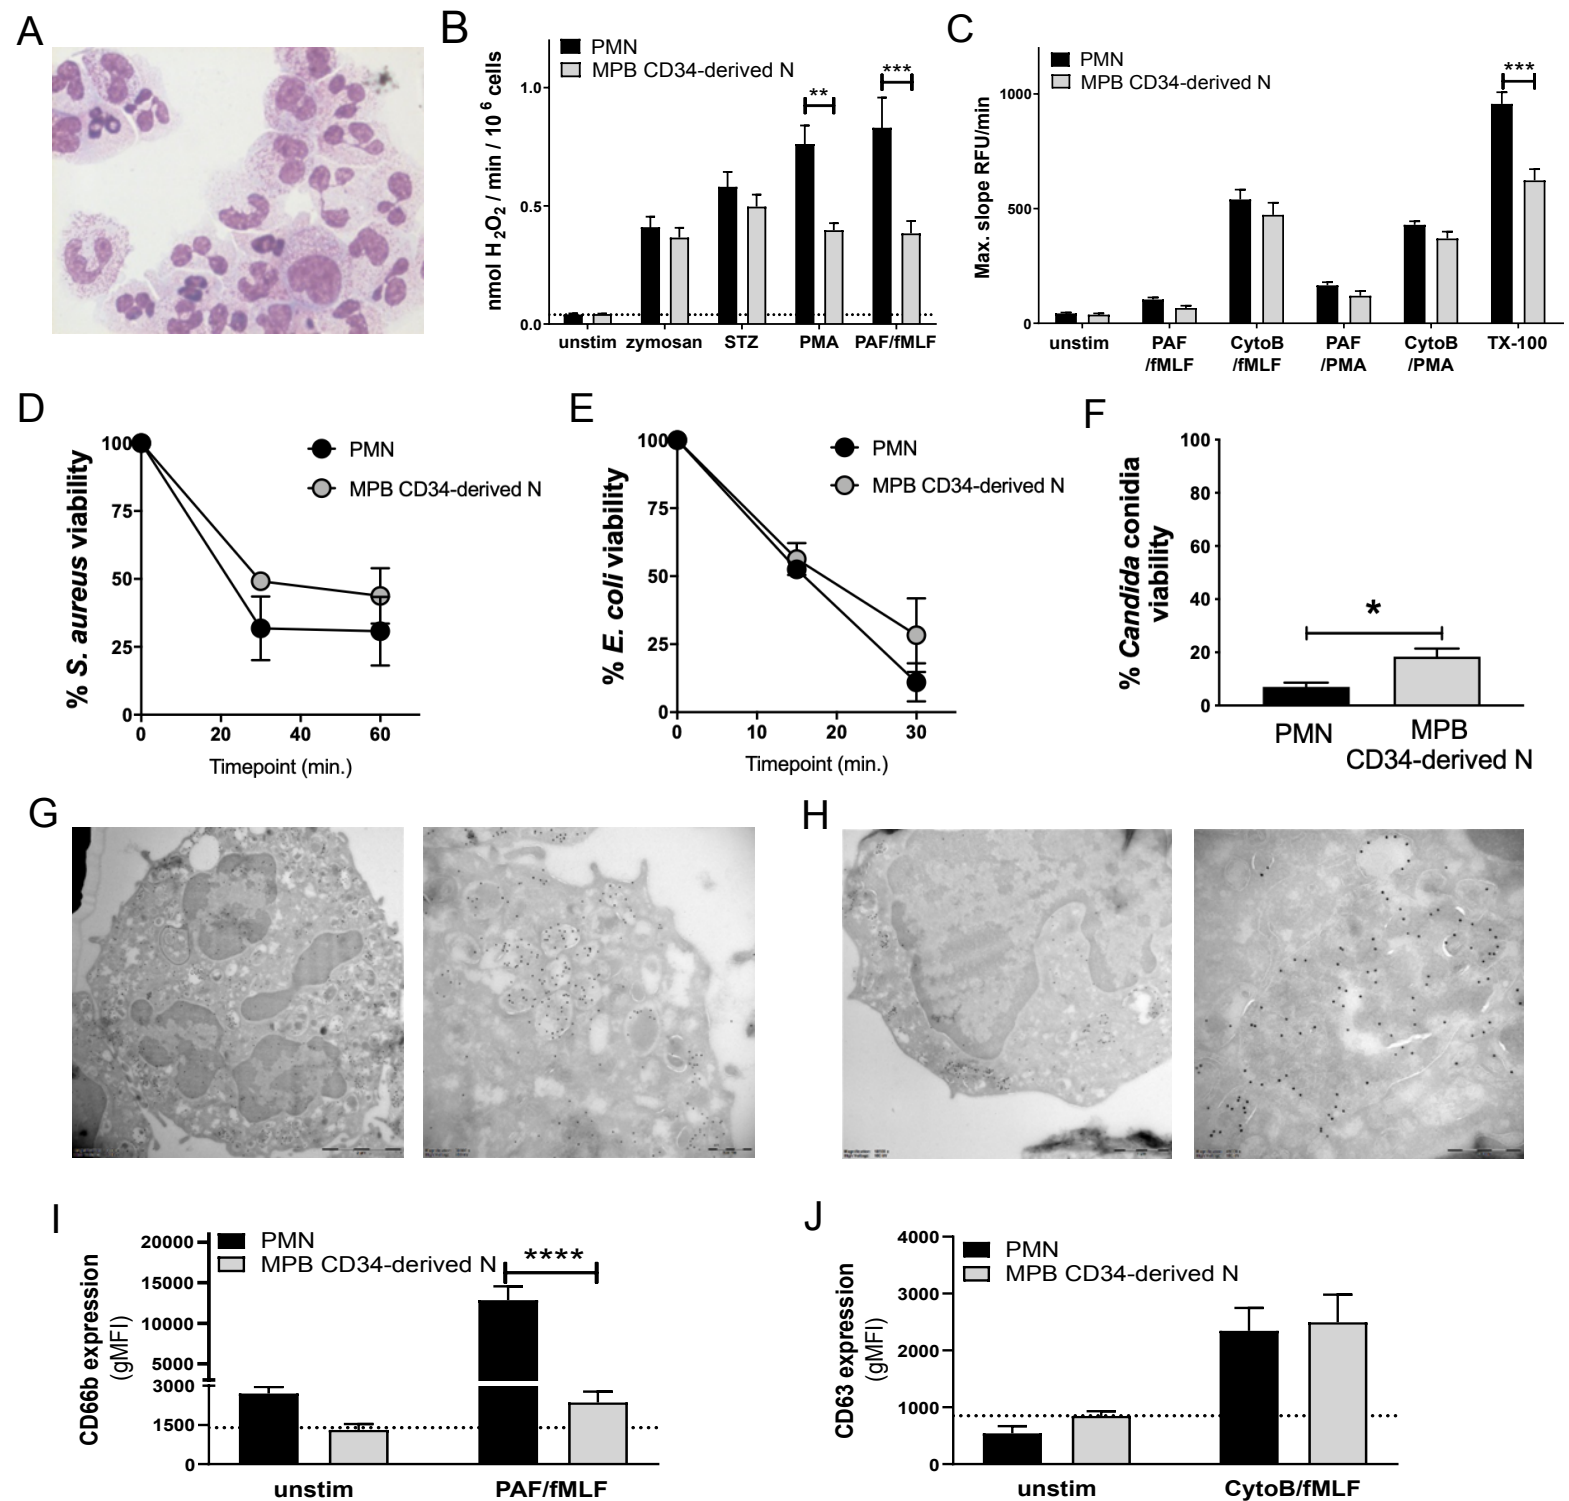 A
B
nmol H2O2 / min / 10 6 cells
PMN
MPB CD34-derived N
**
***
1.0
0.5
0.0
unstim zymosan STZ PMA PAF/fMLF
C
Max. slope RFU/min
PMN
MPB CD34-derived N
***
1000
500
0
unstim PAF CytoB PAF CytoB TX-100
/fMLF /fMLF /PMA /PMA
D
% S. aureus viability
PMN
MPB CD34-derived N
100
75
50
25
0
0 20 40 60
Timepoint (min.)
E
% E. coli viability
PMN
MPB CD34-derived N
100
75
50
25
0
0 10 20 30
Timepoint (min.)
F
% Candida conidia
viability
100
80
60
40
20
0
*
PMN MPB
CD34-derived N
G
H
I
CD66b expression
(gMFI)
PMN
MPB CD34-derived N
****
20000
15000
10000
5000
3000
1500
0
unstim PAF/fMLF
J
CD63 expression
(gMFI)
PMN
MPB CD34-derived N
4000
3000
2000
1000
0
unstim CytoB/fMLF